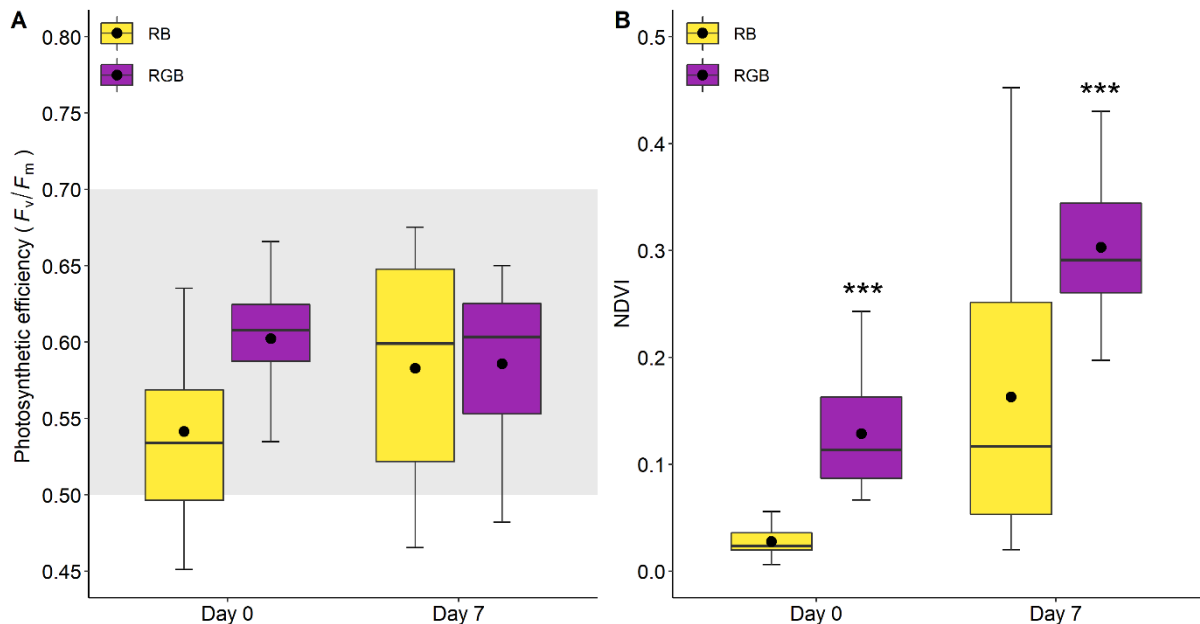 A
RB
RGB
Photosynthetic efficiency ( Fv / Fm )
0.80
0.75
0.70
0.65
0.60
0.55
0.50
0.45
Day 0
Day 7
B
RB
RGB
NDVI
0.5
0.4
0.3
0.2
0.1
0.0
***
***
Day 0
Day 7